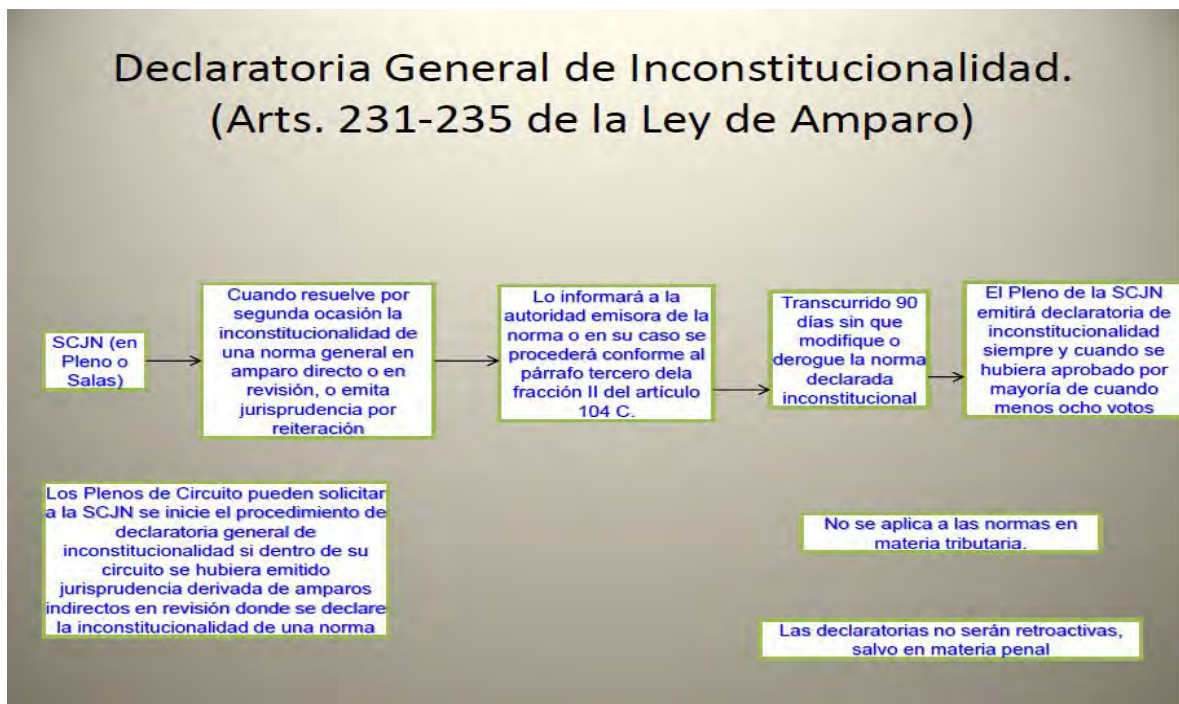 Declaratoria General de Inconstitucionalidad.
(Arts. 231-235 de la Ley de Amparo)
SCJN (en
Pleno o
Salas)
Cuando resuelve por
segunda ocasión la
inconstitucionalidad de
una norma general en
amparo directo o en
revisión, o emita
jurisprudencia por
reiteración
Lo informará a la
autoridad emisora de la
norma o en su caso se
procederá conforme al
párrafo tercero dela
fracción II del artículo
104 C.
Transcurrido 90
días sin que
modifique o
derogue la norma
declarada
inconstitucional
El Pleno de la SCJN
emitirá declaratoria de
inconstitucionalidad
siempre y cuando se
hubiera aprobado por
mayoría de cuando
menos ocho votos
Los Plenos de Circuito pueden solicitar
a la SCJN se inicie el procedimiento de
declaratoria general de
inconstitucionalidad si dentro de su
circuito se hubiera emitido
jurisprudencia derivada de amparos
indirectos en revisión donde se declare
la inconstitucionalidad de una norma
No se aplica a las normas en
materia tributaria.
Las declaratorias no serán retroactivas,
salvo en materia penal